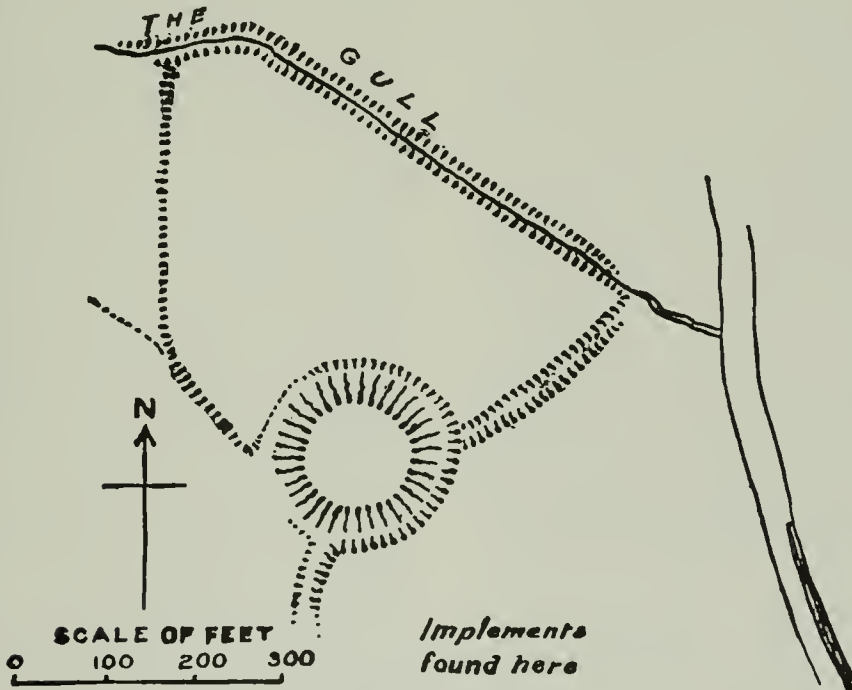 THE GULL
N
SCALE OF FEET
0 100 200 300
Implements
found here